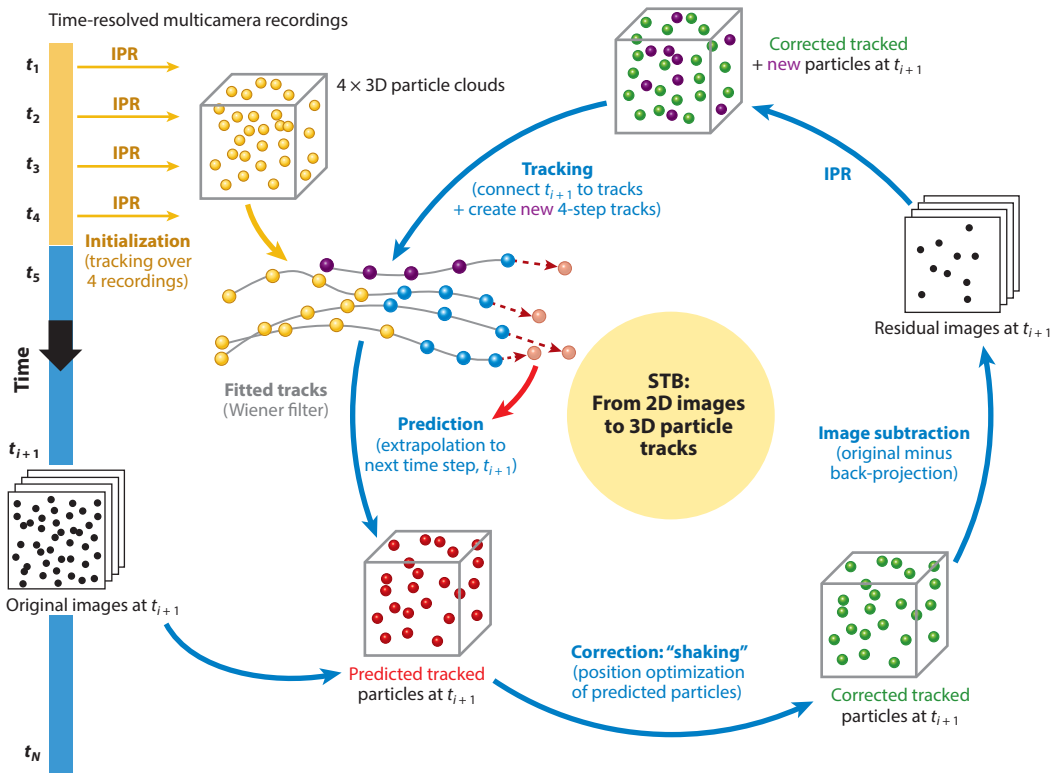 Time-resolved multicamera recordings
t1
IPR
t2
IPR
t3
IPR
t4
IPR
4 × 3D particle clouds
Initialization
(tracking over
4 recordings)
t5
Time
ti+1
Original images at ti+1
tN
Fitted tracks
(Wiener filter)
Tracking
(connect ti+1 to tracks
+ create new 4-step tracks)
Corrected tracked
+ new particles at ti+1
IPR
Residual images at ti+1
STB:
From 2D images
to 3D particle
tracks
Prediction
(extrapolation to
next time step, ti+1)
Image subtraction
(original minus
back-projection)
Predicted tracked
particles at ti+1
Correction: “shaking”
(position optimization
of predicted particles)
Corrected tracked
particles at ti+1